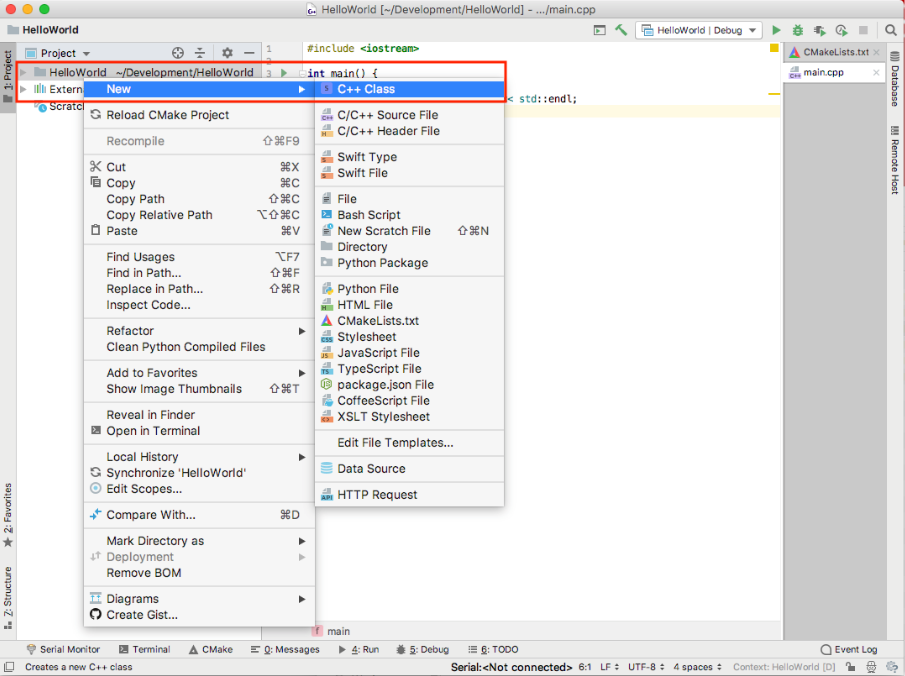 HelloWorld [~/Development/HelloWorld] - .../main.cpp
HelloWorld
HelloWorld | Debug
1: Project
Project
HelloWorld ~/Development/HelloWorld
Extern
Scratc
1
2
3
#include <iostream>
int main() {
< std::endl;
CMakeLists.txt
main.cpp
Database
Remote Host
New
Reload CMake Project
Recompile ⇧⌘F9
Cut ⌘X
Copy ⌘C
Copy Path ⇧⌘C
Copy Relative Path ⌥⇧⌘C
Paste ⌘V
Find Usages ⌥F7
Find in Path... ⇧⌘F
Replace in Path... ⇧⌘R
Inspect Code...
Refactor
Clean Python Compiled Files
Add to Favorites
Show Image Thumbnails ⇧⌘T
Reveal in Finder
Open in Terminal
Local History
Synchronize 'HelloWorld'
Edit Scopes...
Compare With... ⌘D
Mark Directory as
Deployment
Remove BOM
Diagrams
Create Gist...
C++ Class
C/C++ Source File
C/C++ Header File
Swift Type
Swift File
File
Bash Script
New Scratch File ⇧⌘N
Directory
Python Package
Python File
HTML File
CMakeLists.txt
Stylesheet
JavaScript File
TypeScript File
package.json File
CoffeeScript File
XSLT Stylesheet
Edit File Templates...
Data Source
HTTP Request
2: Favorites
7: Structure
f main
Serial Monitor Terminal CMake 0: Messages 4: Run 5: Debug 6: TODO Event Log
Creates a new C++ class Serial:<Not connected> 6:1 LF UTF-8 4 spaces Context: HelloWorld [D]